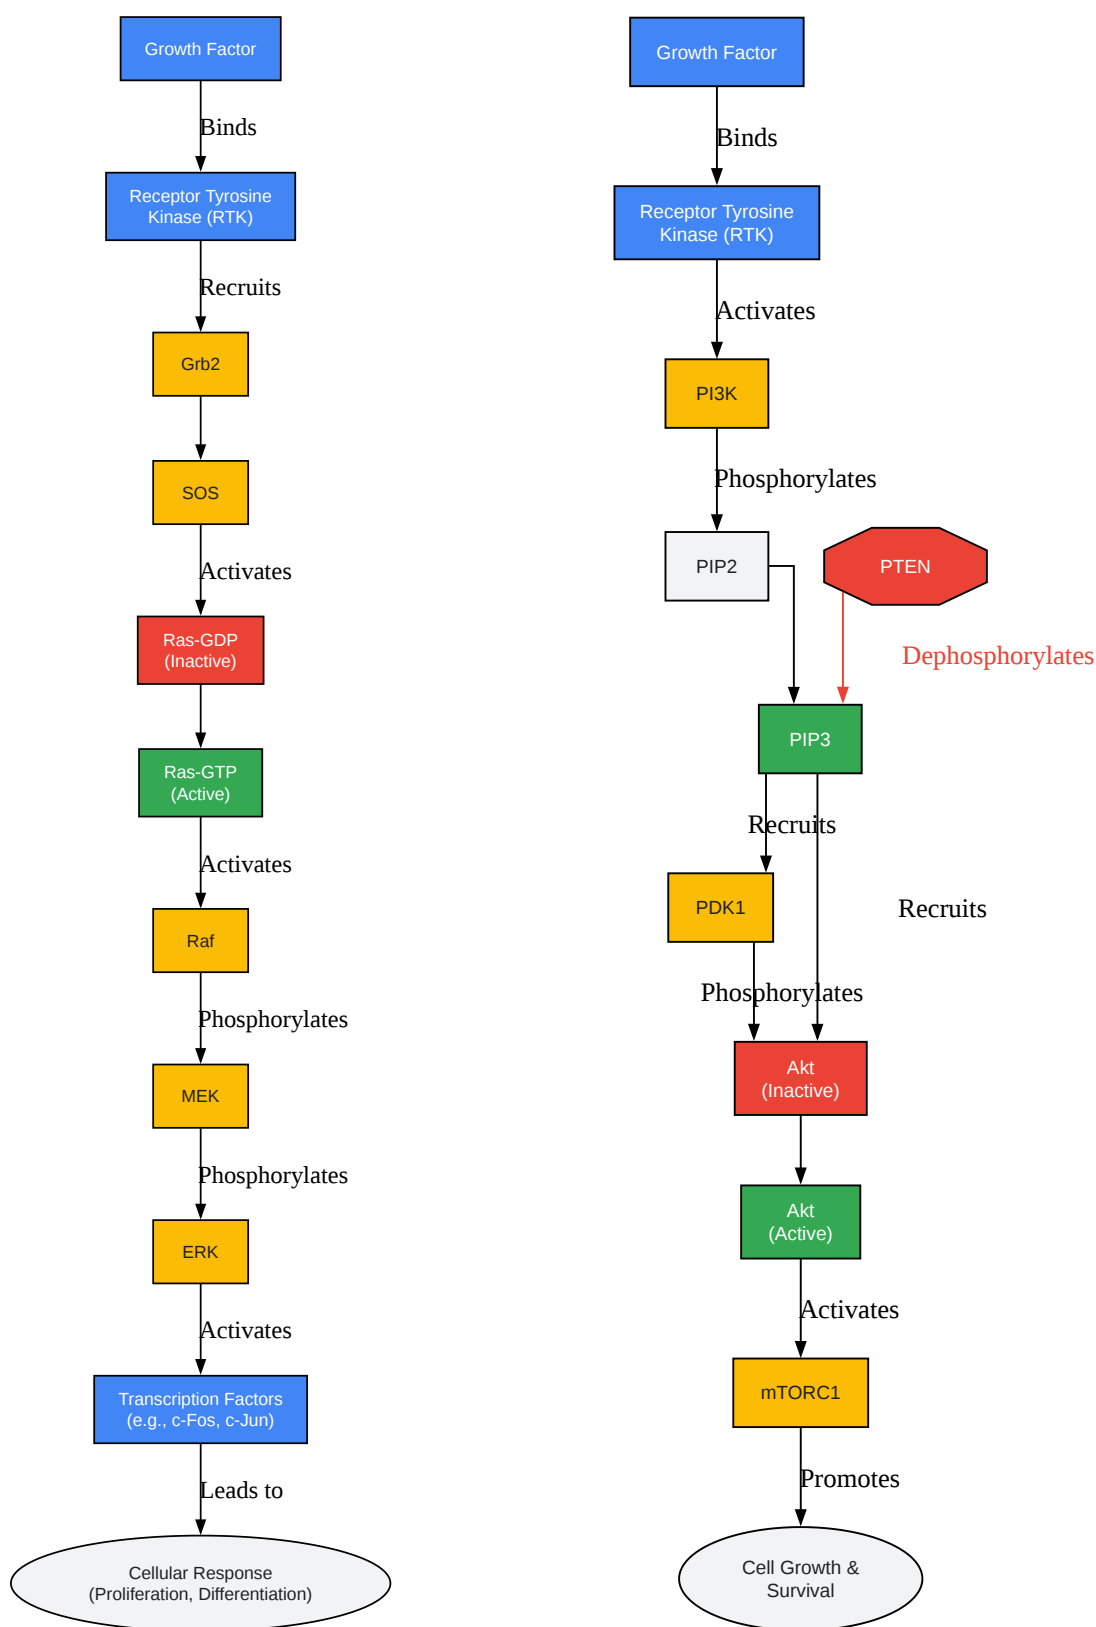 Growth Factor
Binds
Receptor Tyrosine
Kinase (RTK)
Recruits
Grb2
SOS
Activates
Ras-GDP
(Inactive)
Ras-GTP
(Active)
Activates
Raf
Phosphorylates
MEK
Phosphorylates
ERK
Activates
Transcription Factors
(e.g., c-Fos, c-Jun)
Leads to
Cellular Response
(Proliferation, Differentiation)
Growth Factor
Binds
Receptor Tyrosine
Kinase (RTK)
Activates
PI3K
Phosphorylates
PIP2
PTEN
Dephosphorylates
PIP3
Recruits
PDK1
Recruits
Phosphorylates
Akt
(Inactive)
Akt
(Active)
Activates
mTORC1
Promotes
Cell Growth &
Survival